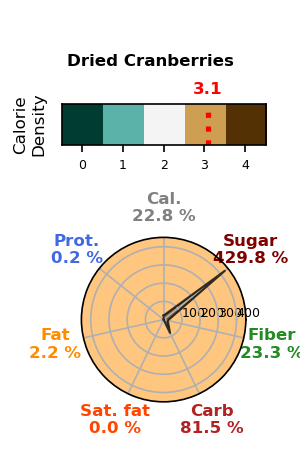 Dried Cranberries
3.1
Calorie
Density
0 1 2 3 4
Cal.
22.8 %
Prot.
0.2 %
Sugar
429.8 %
100 200 300 400
Fat
2.2 %
Fiber
23.3 %
Sat. fat
0.0 %
Carb
81.5 %